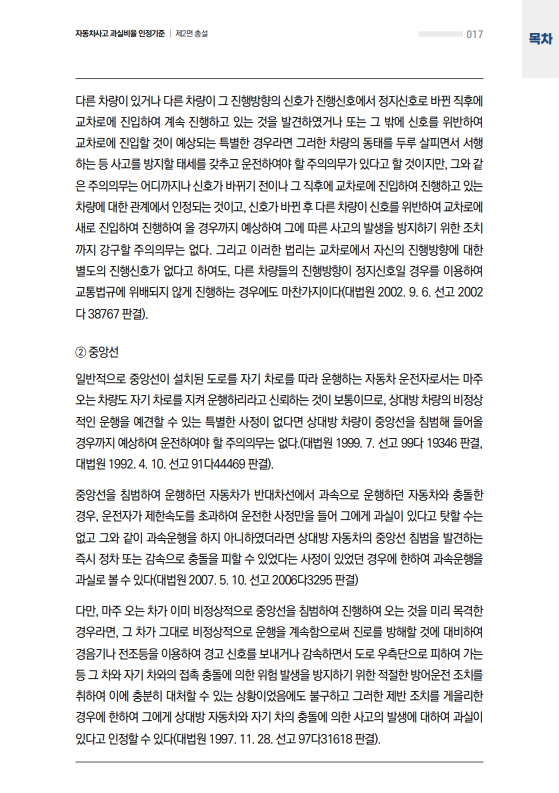 자동차사고 과실비율 인정기준 | 제2편 총설
017
목차
다른 차량이 있거나 다른 차량이 그 진행방향의 신호가 진행신호에서 정지신호로 바뀐 직후에
교차로에 진입하여 계속 진행하고 있는 것을 발견하였거나 또는 그 밖에 신호를 위반하여
교차로에 진입할 것이 예상되는 특별한 경우라면 그러한 차량의 동태를 두루 살피면서 서행
하는 등 사고를 방지할 태세를 갖추고 운전하여야 할 주의의무가 있다고 할 것이지만, 그와 같
은 주의의무는 어디까지나 신호가 바뀌기 전이나 그 직후에 교차로에 진입하여 진행하고 있는
차량에 대한 관계에서 인정되는 것이고, 신호가 바뀐 후 다른 차량이 신호를 위반하여 교차로에
새로 진입하여 진행하여 올 경우까지 예상하여 그에 따른 사고의 발생을 방지하기 위한 조치
까지 강구할 주의의무는 없다. 그리고 이러한 법리는 교차로에서 자신의 진행방향에 대한
별도의 진행신호가 없다고 하여도, 다른 차량들의 진행방향이 정지신호일 경우를 이용하여
교통법규에 위배되지 않게 진행하는 경우에도 마찬가지이다(대법원 2002. 9. 6. 선고 2002
다 38767 판결).
② 중앙선
일반적으로 중앙선이 설치된 도로를 자기 차로를 따라 운행하는 자동차 운전자로서는 마주
오는 차량도 자기 차로를 지켜 운행하리라고 신뢰하는 것이 보통이므로, 상대방 차량의 비정상
적인 운행을 예견할 수 있는 특별한 사정이 없다면 상대방 차량이 중앙선을 침범해 들어올
경우까지 예상하여 운전하여야 할 주의의무는 없다.(대법원 1999. 7. 선고 99다 19346 판결,
대법원 1992. 4. 10. 선고 91다44469 판결).
중앙선을 침범하여 운행하던 자동차가 반대차선에서 과속으로 운행하던 자동차와 충돌한
경우, 운전자가 제한속도를 초과하여 운전한 사정만을 들어 그에게 과실이 있다고 탓할 수는
없고 그와 같이 과속운행을 하지 아니하였더라면 상대방 자동차의 중앙선 침범을 발견하는
즉시 정차 또는 감속으로 충돌을 피할 수 있었다는 사정이 있었던 경우에 한하여 과속운행을
과실로 볼 수 있다(대법원 2007. 5. 10. 선고 2006다3295 판결)
다만, 마주 오는 차가 이미 비정상적으로 중앙선을 침범하여 진행하여 오는 것을 미리 목격한
경우라면, 그 차가 그대로 비정상적으로 운행을 계속함으로써 진로를 방해할 것에 대비하여
경음기나 전조등을 이용하여 경고 신호를 보내거나 감속하면서 도로 우측단으로 피하여 가는
등 그 차와 자기 차와의 접촉 충돌에 의한 위험 발생을 방지하기 위한 적절한 방어운전 조치를
취하여 이에 충분히 대처할 수 있는 상황이었음에도 불구하고 그러한 제반 조치를 게을리한
경우에 한하여 그에게 상대방 자동차와 자기 차의 충돌에 의한 사고의 발생에 대하여 과실이
있다고 인정할 수 있다(대법원 1997. 11. 28. 선고 97다31618 판결).